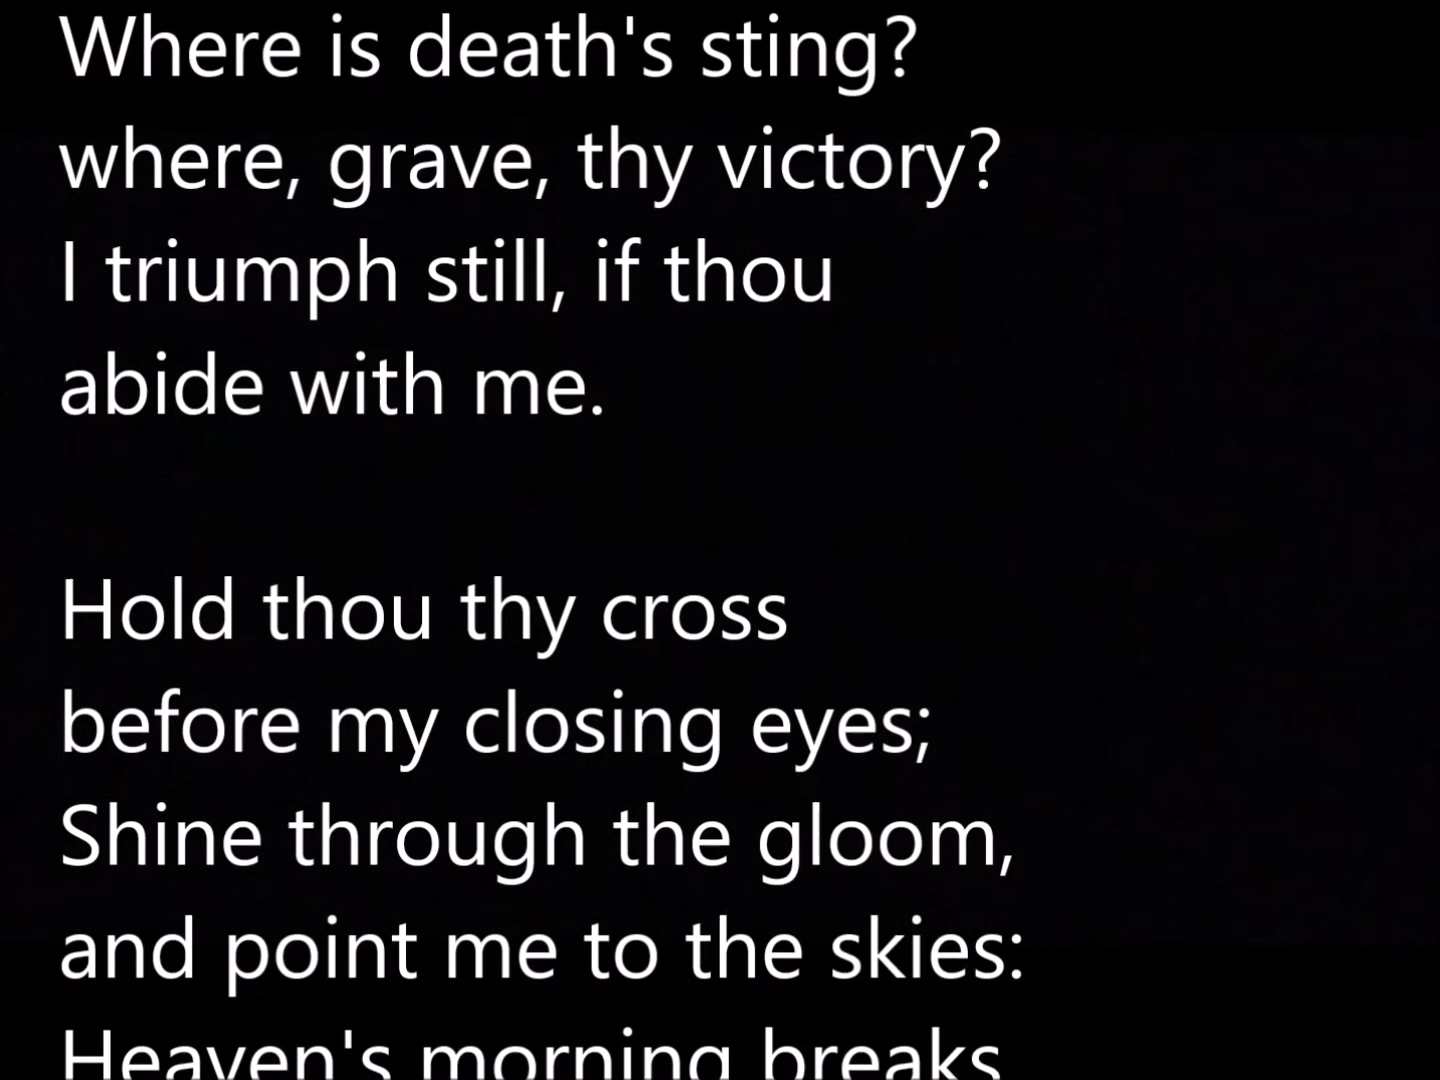 Where is death's sting?
where, grave, thy victory?
I triumph still, if thou
abide with me.
Hold thou thy cross
before my closing eyes;
Shine through the gloom,
and point me to the skies:
Heaven's morning breaks